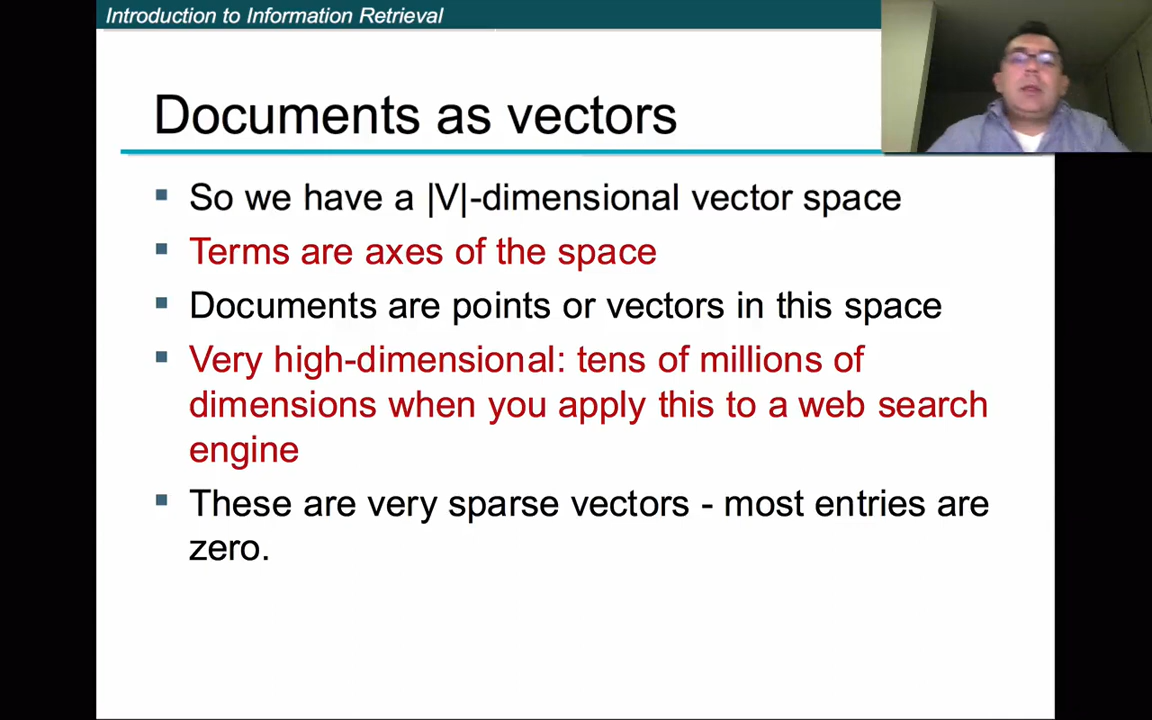 Introduction to Information Retrieval
Documents as vectors
▪ So we have a |V|-dimensional vector space
▪ Terms are axes of the space
▪ Documents are points or vectors in this space
▪ Very high-dimensional: tens of millions of
dimensions when you apply this to a web search
engine
▪ These are very sparse vectors - most entries are
zero.